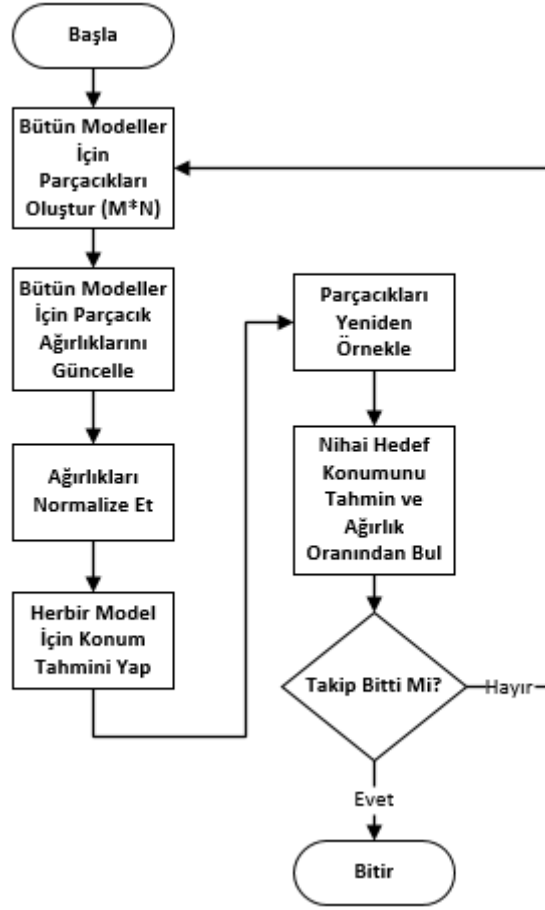 Başla
Bütün Modeller
İçin
Parçacıkları
Oluştur (M*N)
Bütün Modeller
İçin Parçacık
Ağırlıklarını
Güncelle
Ağırlıkları
Normalize Et
Herbir Model
İçin Konum
Tahmini Yap
Parçacıkları
Yeniden
Örnekle
Nihai Hedef
Konumunu
Tahmin ve
Ağırlık
Oranından Bul
Takip Bitti Mi?
Hayır
Evet
Bitir